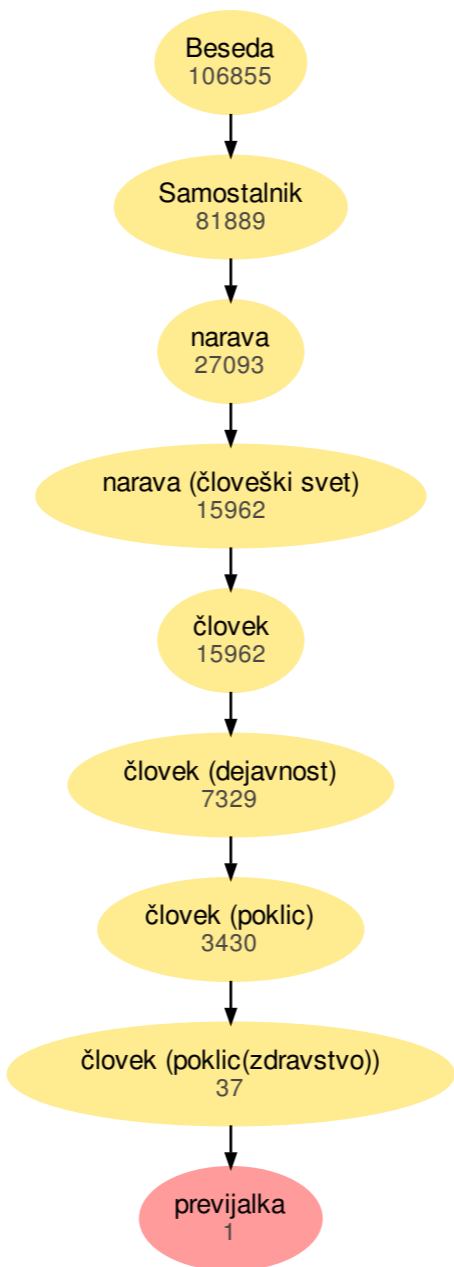 Beseda
106855
Samostalnik
81889
narava
27093
narava (človeški svet)
15962
človek
15962
človek (dejavnost)
7329
človek (poklic)
3430
človek (poklic(zdravstvo))
37
previjalka
1